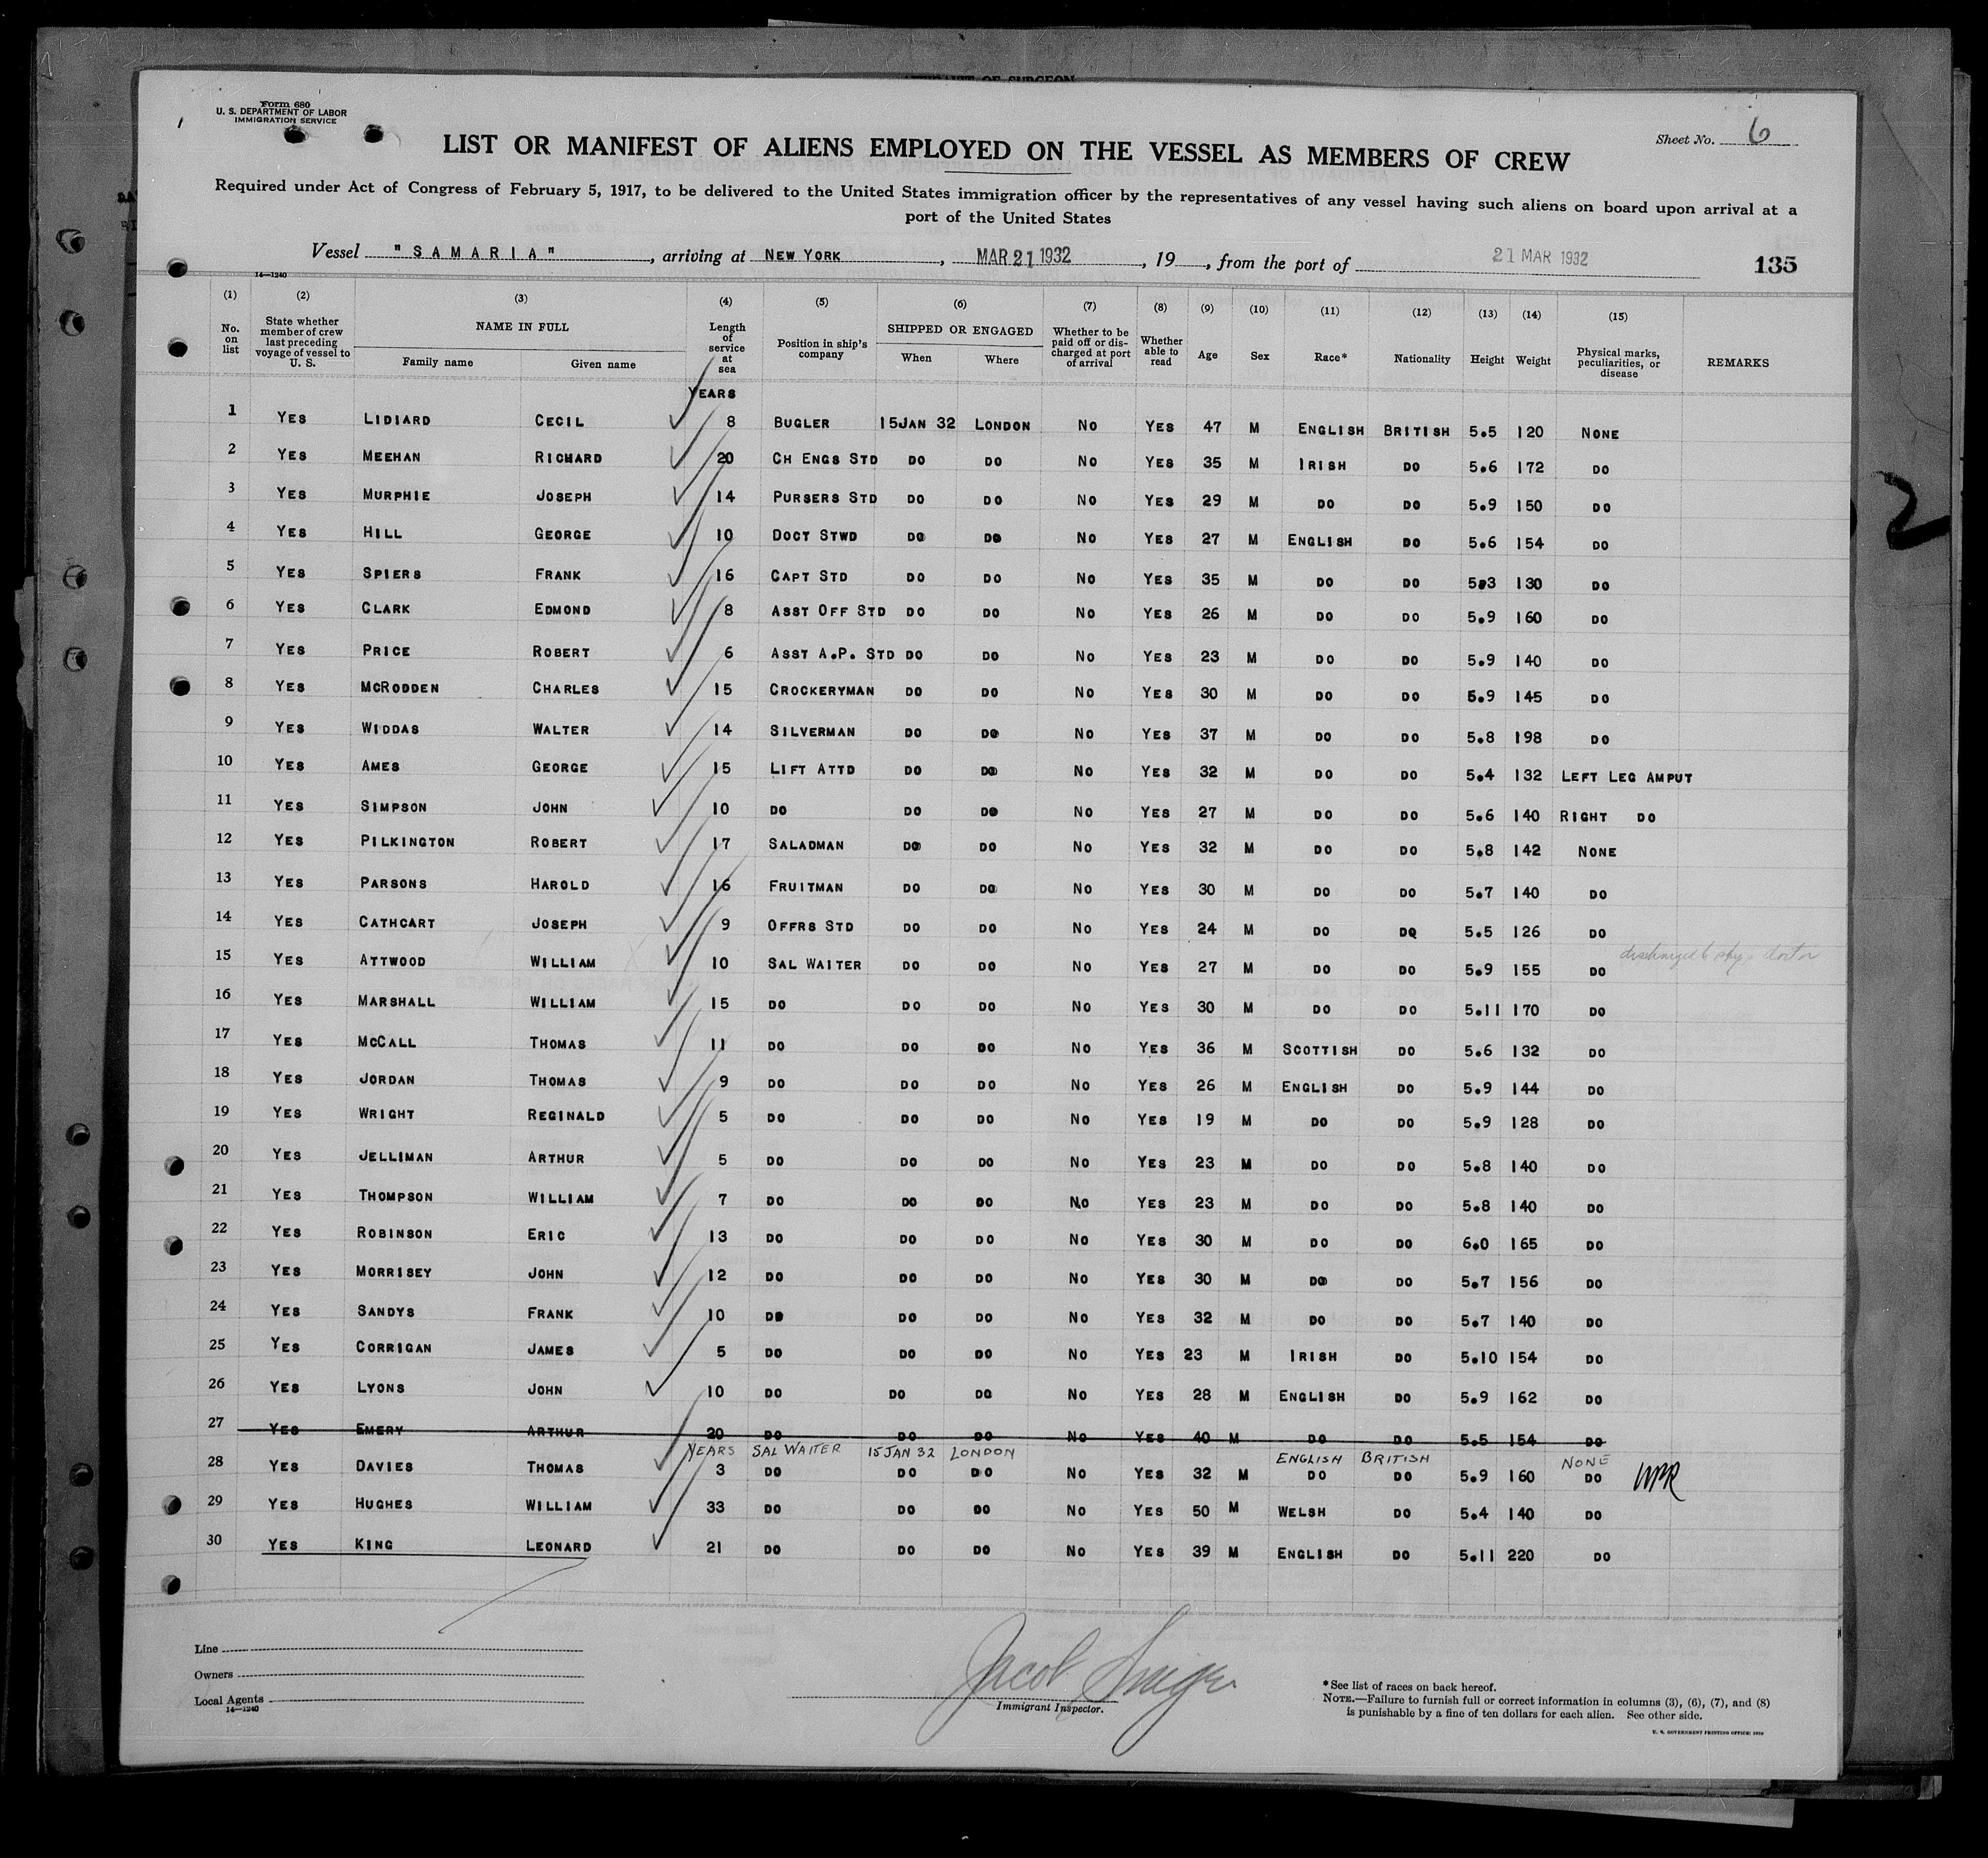 AFFIDAVIT OF SURGEON
Form 680
U. S. DEPARTMENT OF LABOR
IMMIGRATION SERVICE
Sheet No. 6
LIST OR MANIFEST OF ALIENS EMPLOYED ON THE VESSEL AS MEMBERS OF CREW
Required under Act of Congress of February 5, 1917, to be delivered to the United States immigration officer by the representatives of any vessel having such aliens on board upon arrival at a
port of the United States
Vessel "SAMARIA", arriving at NEW YORK, MAR 21 1932, 19, from the port of 21 MAR 1932 135
14—1240
(1) (2) (3) (4) (5) (6) (7) (8) (9) (10) (11) (12) (13) (14) (15)
No. on list State whether member of crew last preceding voyage of vessel to U. S. NAME IN FULL Family name Given name Length of service at sea Position in ship's company SHIPPED OR ENGAGED When Where Whether to be paid off or discharged at port of arrival Whether able to read Age Sex Race* Nationality Height Weight Physical marks, peculiarities, or disease REMARKS
YEARS
1 YES LIDIARD CECIL 8 BUGLER 15JAN 32 LONDON NO YES 47 M ENGLISH BRITISH 5.5 120 NONE
2 YES MEEHAN RICHARD 20 CH ENGS STD DO DO NO YES 35 M IRISH DO 5.6 172 DO
3 YES MURPHIE JOSEPH 14 PURSERS STD DO DO NO YES 29 M DO DO 5.9 150 DO
4 YES HILL GEORGE 10 DOCT STWD DO DO NO YES 27 M ENGLISH DO 5.6 154 DO
5 YES SPIERS FRANK 16 CAPT STD DO DO NO YES 35 M DO DO 5.3 130 DO
6 YES CLARK EDMOND 8 ASST OFF STD DO DO NO YES 26 M DO DO 5.9 160 DO
7 YES PRICE ROBERT 6 ASST A.P. STD DO DO NO YES 23 M DO DO 5.9 140 DO
8 YES MCRODDEN CHARLES 15 CROCKERYMAN DO DO NO YES 30 M DO DO 5.9 145 DO
9 YES WIDDAS WALTER 14 SILVERMAN DO DO NO YES 37 M DO DO 5.8 198 DO
10 YES AMES GEORGE 15 LIFT ATTD DO DO NO YES 32 M DO DO 5.4 132 LEFT LEG AMPUT
11 YES SIMPSON JOHN 10 DO DO DO NO YES 27 M DO DO 5.6 140 RIGHT DO
12 YES PILKINGTON ROBERT 17 SALADMAN DO DO NO YES 32 M DO DO 5.8 142 NONE
13 YES PARSONS HAROLD 16 FRUITMAN DO DO NO YES 30 M DO DO 5.7 140 DO
14 YES CATHCART JOSEPH 9 OFFRS STD DO DO NO YES 24 M DO DO 5.5 126 DO
15 YES ATTWOOD WILLIAM 10 SAL WAITER DO DO NO YES 27 M DO DO 5.9 155 DO
16 YES MARSHALL WILLIAM 15 DO DO DO NO YES 30 M DO DO 5.11 170 DO
17 YES MCCALL THOMAS 11 DO DO DO NO YES 36 M SCOTTISH DO 5.6 132 DO
18 YES JORDAN THOMAS 9 DO DO DO NO YES 26 M ENGLISH DO 5.9 144 DO
19 YES WRIGHT REGINALD 5 DO DO DO NO YES 19 M DO DO 5.9 128 DO
20 YES JELLIMAN ARTHUR 5 DO DO DO NO YES 23 M DO DO 5.8 140 DO
21 YES THOMPSON WILLIAM 7 DO DO DO NO YES 23 M DO DO 5.8 140 DO
22 YES ROBINSON ERIC 13 DO DO DO NO YES 30 M DO DO 6.0 165 DO
23 YES MORRISEY JOHN 12 DO DO DO NO YES 30 M DO DO 5.7 156 DO
24 YES SANDYS FRANK 10 DO DO DO NO YES 32 M DO DO 5.7 140 DO
25 YES CORRIGAN JAMES 5 DO DO DO NO YES 23 M IRISH DO 5.10 154 DO
26 YES LYONS JOHN 10 DO DO DO NO YES 28 M ENGLISH DO 5.9 162 DO
27 YES EMERY ARTHUR 20 DO DO DO NO YES 40 M DO DO 5.5 154 DO
YEARS SAL WAITER 15 JAN 32 LONDON ENGLISH BRITISH NONE
28 YES DAVIES THOMAS 3 DO DO DO NO YES 32 M DO DO 5.9 160 DO
29 YES HUGHES WILLIAM 33 DO DO DO NO YES 50 M WELSH DO 5.4 140 DO
30 YES KING LEONARD 21 DO DO DO NO YES 39 M ENGLISH DO 5.11 220 DO
Line
Owners
Local Agents
14—1240
Jacob
Immigrant Inspector.
*See list of races on back hereof.
NOTE.—Failure to furnish full or correct information in columns (3), (6), (7), and (8)
is punishable by a fine of ten dollars for each alien. See other side.
U. S. GOVERNMENT PRINTING OFFICE: